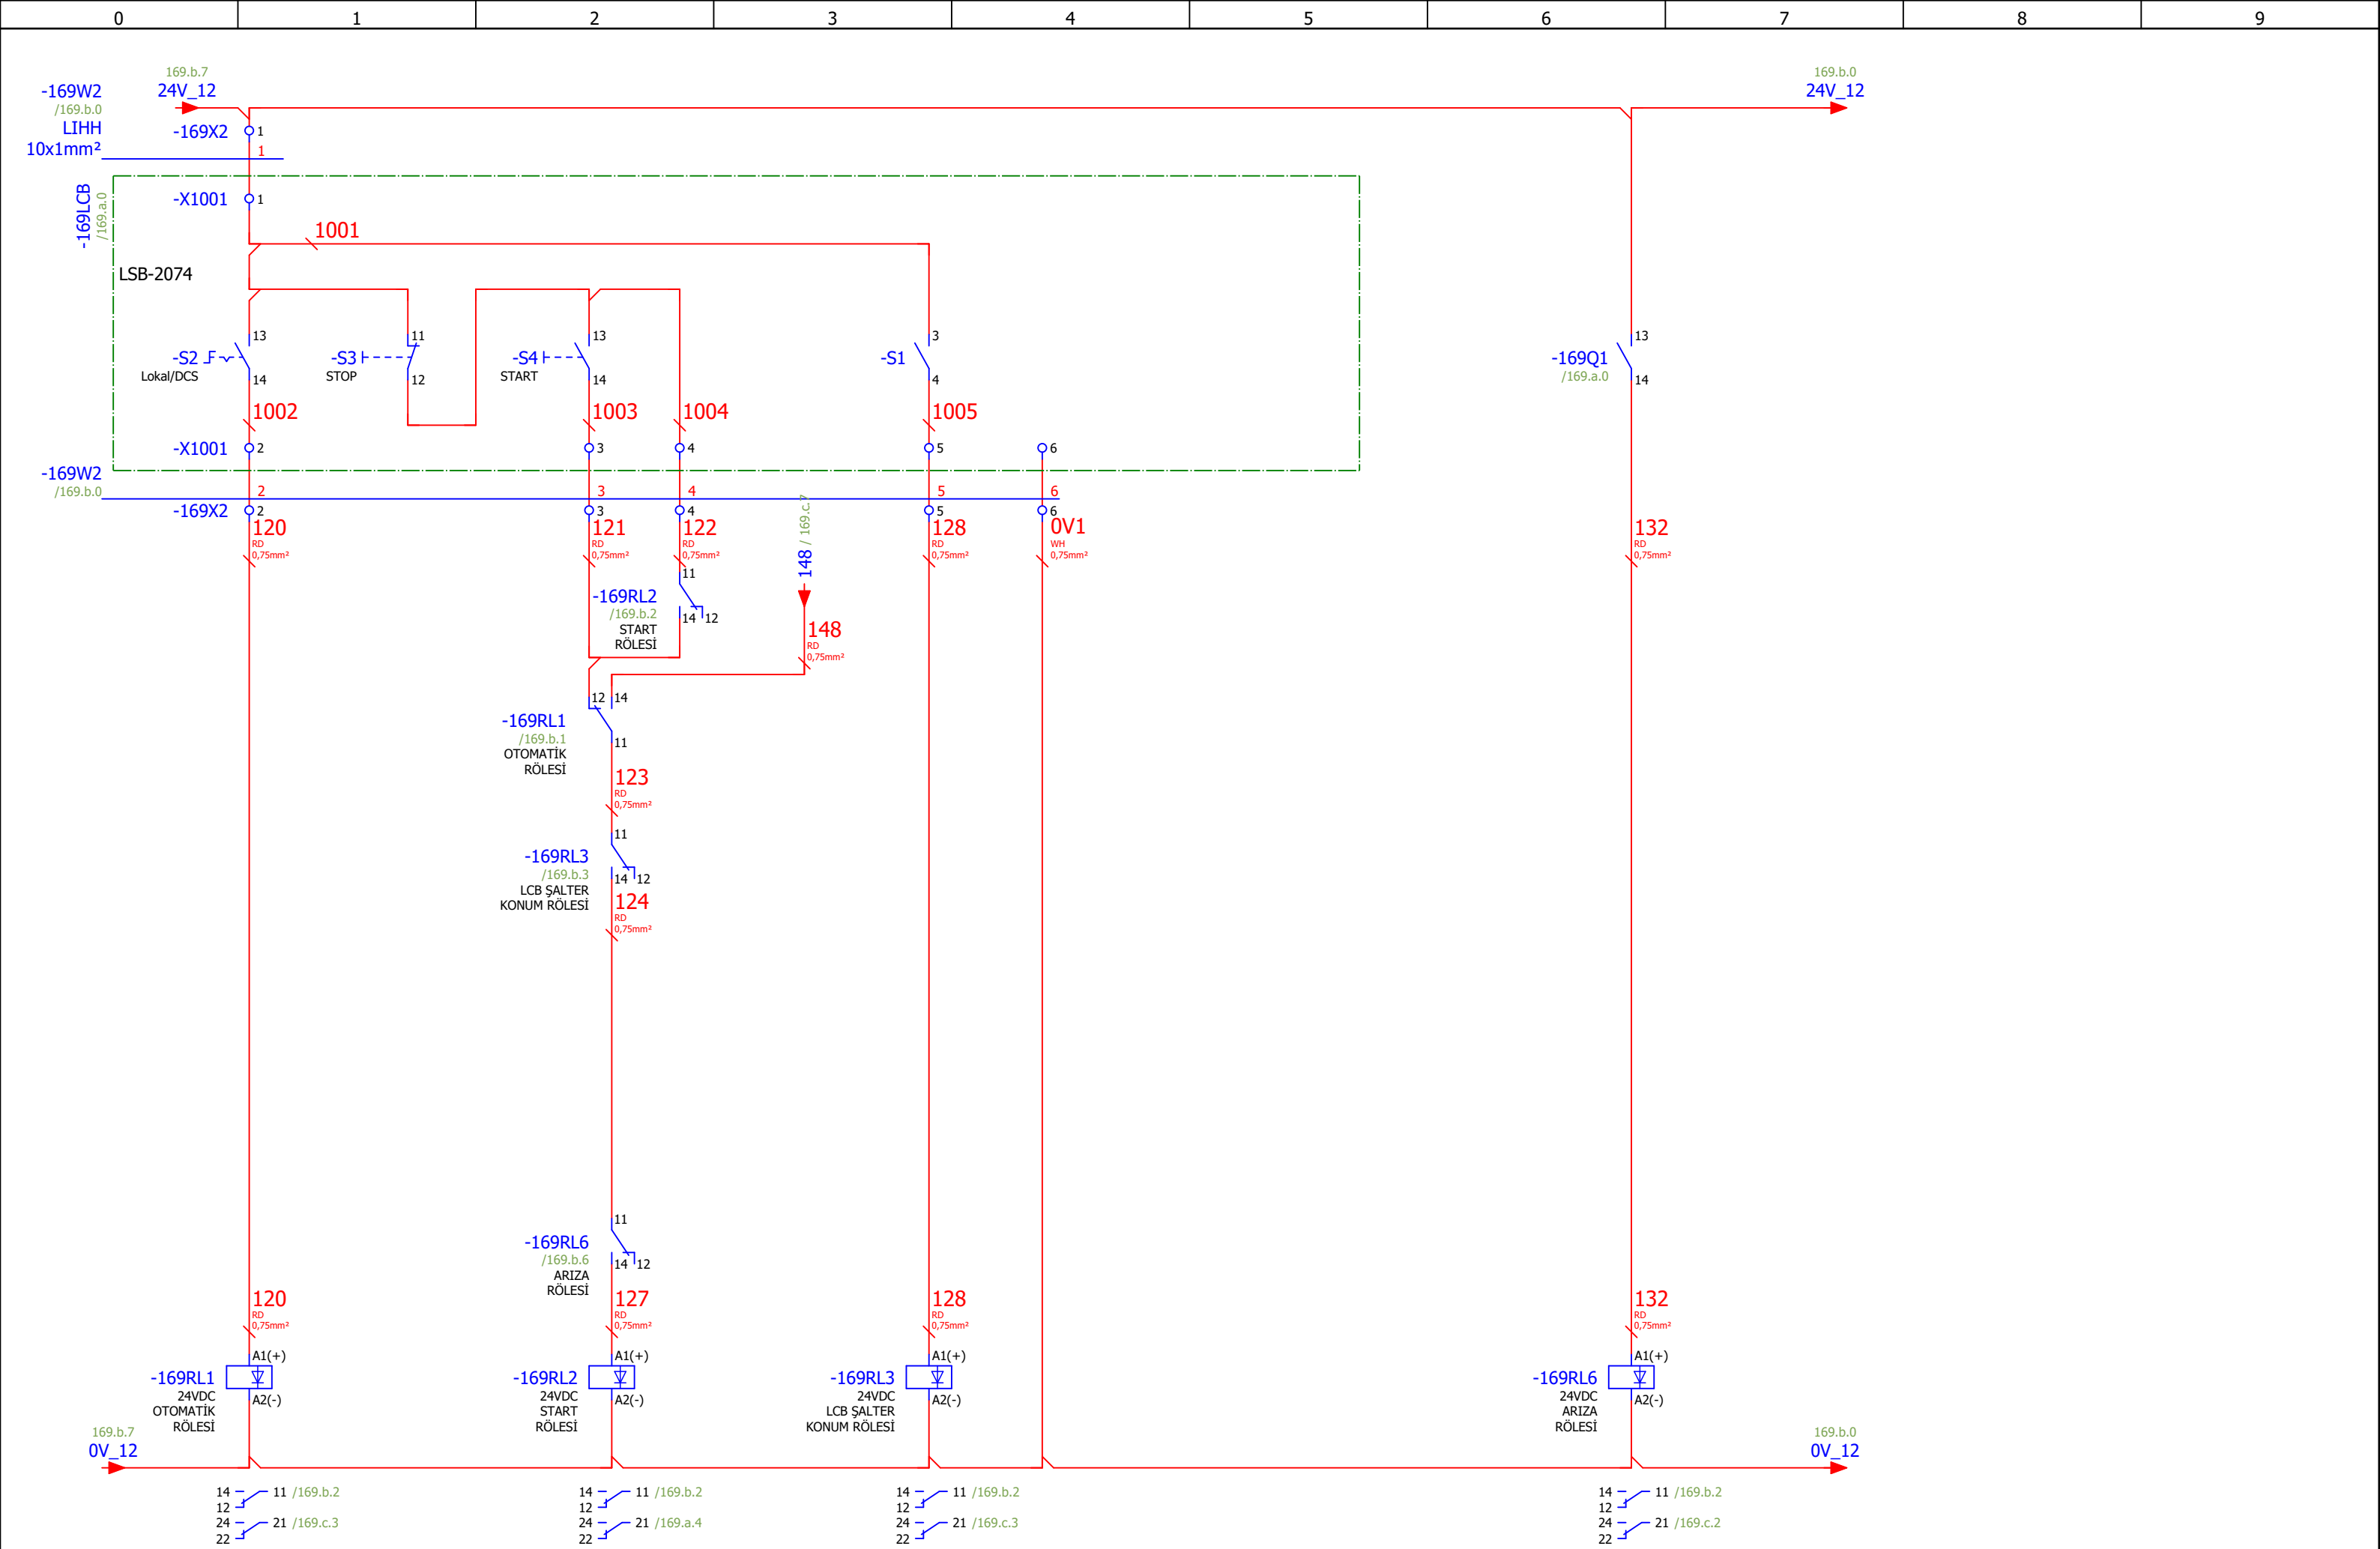 0 1 2 3 4 5 6 7 8 9
169.b.7
24V_12
169.b.0
24V_12
-169W2
/169.b.0
LIHH
10x1mm²
-169X2 1
1
-169LCB
/169.a.0
-X1001 1
1001
LSB-2074
13 11 13 3 13
-S2 -S3 -S4 -S1 -169Q1
Lokal/DCS STOP START /169.a.0
14 12 14 4 14
1002 1003 1004 1005
-X1001 2 3 4 5 6
-169W2
/169.b.0
2 3 4 5 6
-169X2 2 3 4 5 6
120 121 122 128 0V1 132
RD RD RD RD WH RD
0,75mm² 0,75mm² 0,75mm² 0,75mm² 0,75mm² 0,75mm²
148 / 169.c.7
11
-169RL2
/169.b.2
14 12
START
RÖLESİ
148
RD
0,75mm²
12 14
-169RL1
/169.b.1
11
OTOMATİK
RÖLESİ
123
RD
0,75mm²
11
-169RL3
/169.b.3
14 12
LCB ŞALTER
KONUM RÖLESİ
124
RD
0,75mm²
11
-169RL6
/169.b.6
14 12
ARIZA
RÖLESİ
120 127 128 132
RD RD RD RD
0,75mm² 0,75mm² 0,75mm² 0,75mm²
A1(+) A1(+) A1(+) A1(+)
-169RL1 -169RL2 -169RL3 -169RL6
24VDC 24VDC 24VDC 24VDC
A2(-) A2(-) A2(-) A2(-)
OTOMATİK START LCB ŞALTER ARIZA
RÖLESİ RÖLESİ KONUM RÖLESİ RÖLESİ
169.b.7
0V_12
169.b.0
0V_12
14 11 /169.b.2 14 11 /169.b.2 14 11 /169.b.2 14 11 /169.b.2
12 12 12 12
24 21 /169.c.3 24 21 /169.a.4 24 21 /169.c.3 24 21 /169.c.2
22 22 22 22